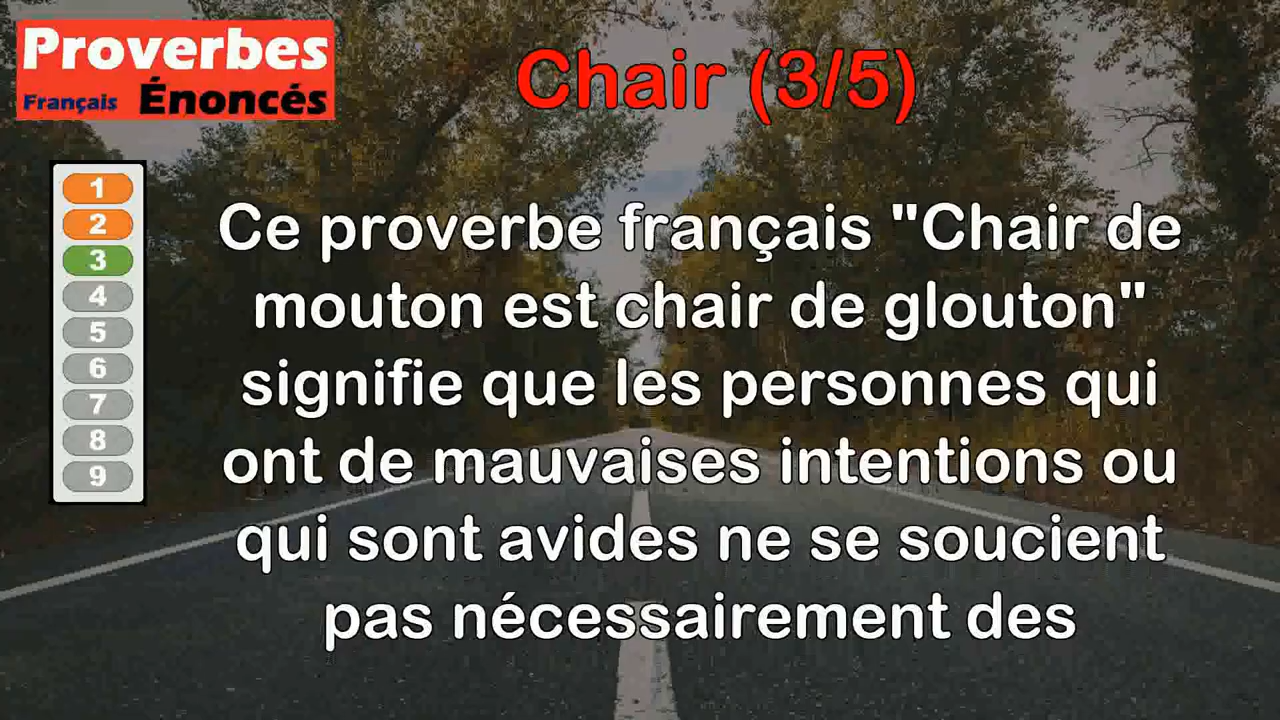 Proverbes
Français Énoncés
Chair (3/5)
1
2
3
4
5
6
7
8
9
Ce proverbe français "Chair de
mouton est chair de glouton"
signifie que les personnes qui
ont de mauvaises intentions ou
qui sont avides ne se soucient
pas nécessairement des